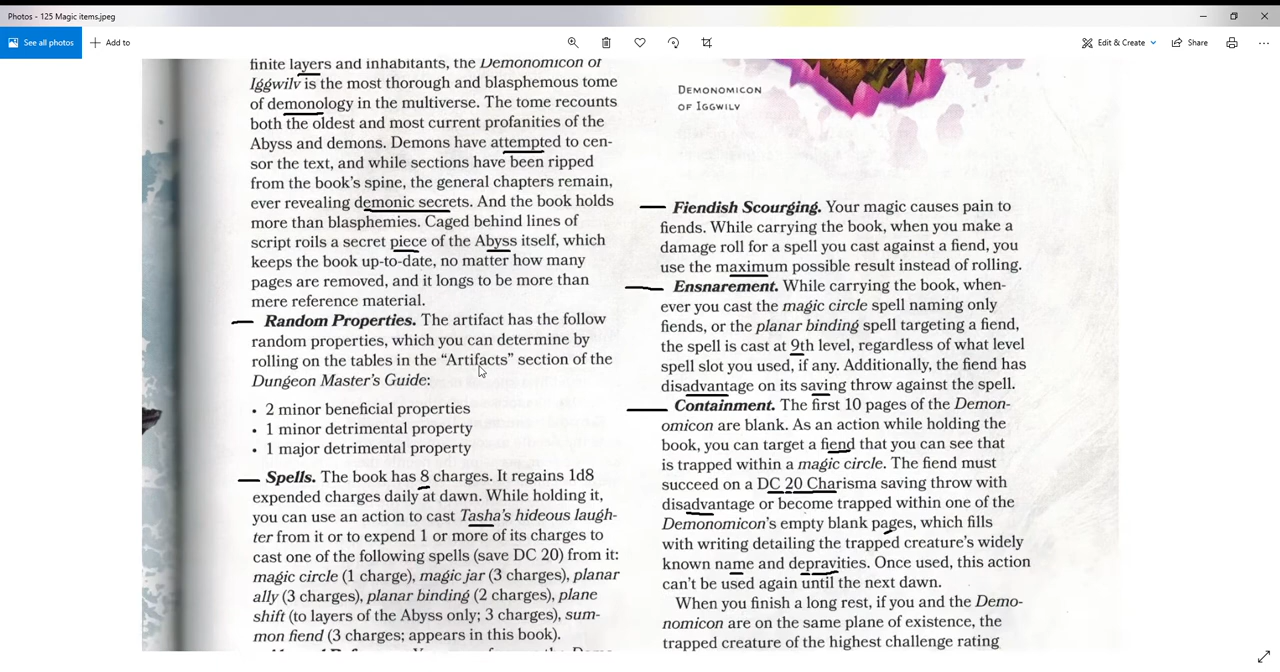 Photos - 125 Magic items.jpeg
See all photos
Add to
Edit & Create
Share
finite layers and inhabitants, the Demonomicon of
Iggwilv is the most thorough and blasphemous tome
of demonology in the multiverse. The tome recounts
both the oldest and most current profanities of the
Abyss and demons. Demons have attempted to cen-
sor the text, and while sections have been ripped
from the book's spine, the general chapters remain,
ever revealing demonic secrets. And the book holds
more than blasphemies. Caged behind lines of
script roils a secret piece of the Abyss itself, which
keeps the book up-to-date, no matter how many
pages are removed, and it longs to be more than
mere reference material.
Random Properties. The artifact has the follow
random properties, which you can determine by
rolling on the tables in the “Artifacts” section of the
Dungeon Master's Guide:
• 2 minor beneficial properties
• 1 minor detrimental property
• 1 major detrimental property
Spells. The book has 8 charges. It regains 1d8
expended charges daily at dawn. While holding it,
you can use an action to cast Tasha's hideous laugh-
ter from it or to expend 1 or more of its charges to
cast one of the following spells (save DC 20) from it:
magic circle (1 charge), magic jar (3 charges), planar
ally (3 charges), planar binding (2 charges), plane
shift (to layers of the Abyss only; 3 charges), sum-
mon fiend (3 charges; appears in this book).
DEMONOMICON
OF IGGWILV
Fiendish Scourging. Your magic causes pain to
fiends. While carrying the book, when you make a
damage roll for a spell you cast against a fiend, you
use the maximum possible result instead of rolling.
Ensnarement. While carrying the book, when-
ever you cast the magic circle spell naming only
fiends, or the planar binding spell targeting a fiend,
the spell is cast at 9th level, regardless of what level
spell slot you used, if any. Additionally, the fiend has
disadvantage on its saving throw against the spell.
Containment. The first 10 pages of the Demon-
omicon are blank. As an action while holding the
book, you can target a fiend that you can see that
is trapped within a magic circle. The fiend must
succeed on a DC 20 Charisma saving throw with
disadvantage or become trapped within one of the
Demonomicon's empty blank pages, which fills
with writing detailing the trapped creature's widely
known name and depravities. Once used, this action
can't be used again until the next dawn.
When you finish a long rest, if you and the Demo-
nomicon are on the same plane of existence, the
trapped creature of the highest challenge rating